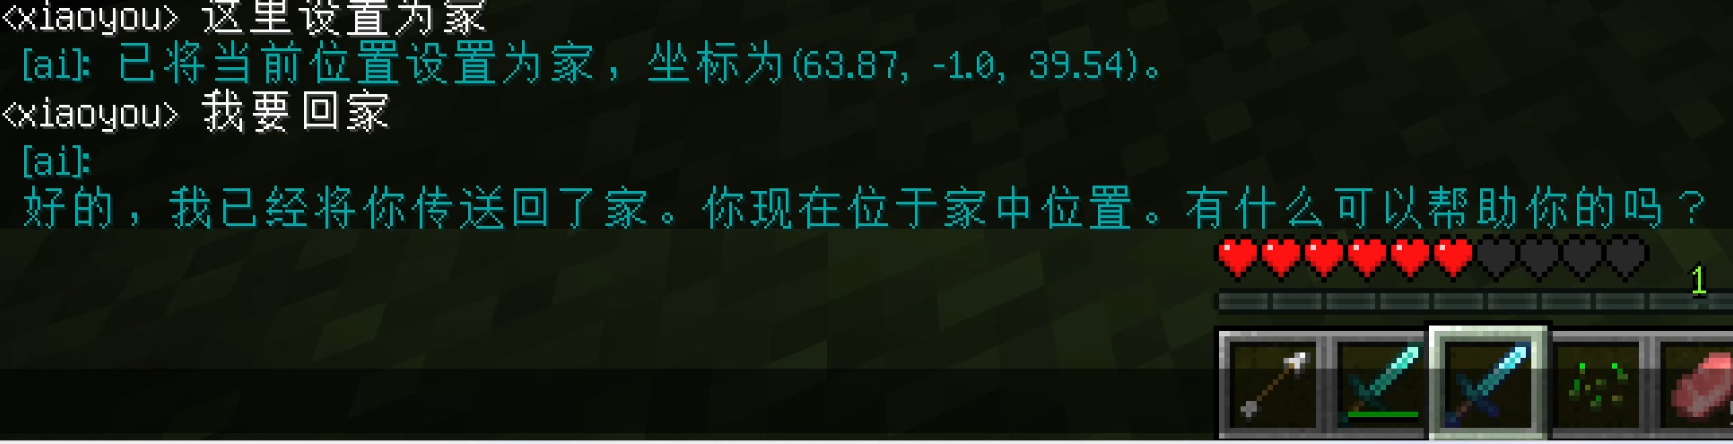 <xiaoyou> 这里设置为家
[ai]: 已将当前位置设置为家，坐标为(63.87, -1.0, 39.54)。
<xiaoyou> 我要回家
[ai]:
好的，我已经将你传送回了家。你现在位于家中位置。有什么可以帮助你的吗？
1